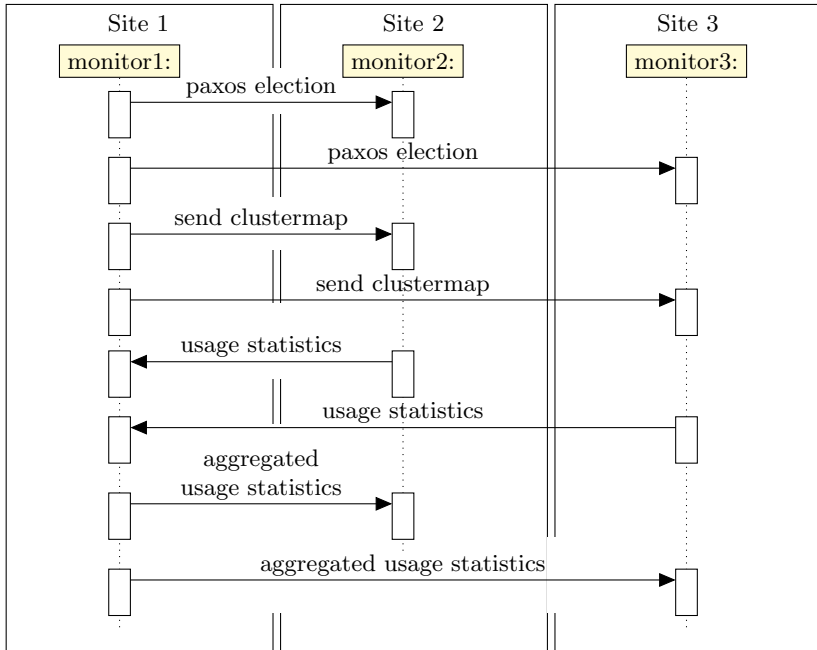 Site 1
Site 2
Site 3
monitor1:
monitor2:
monitor3:
paxos election
paxos election
send clustermap
send clustermap
usage statistics
usage statistics
aggregated
usage statistics
aggregated usage statistics